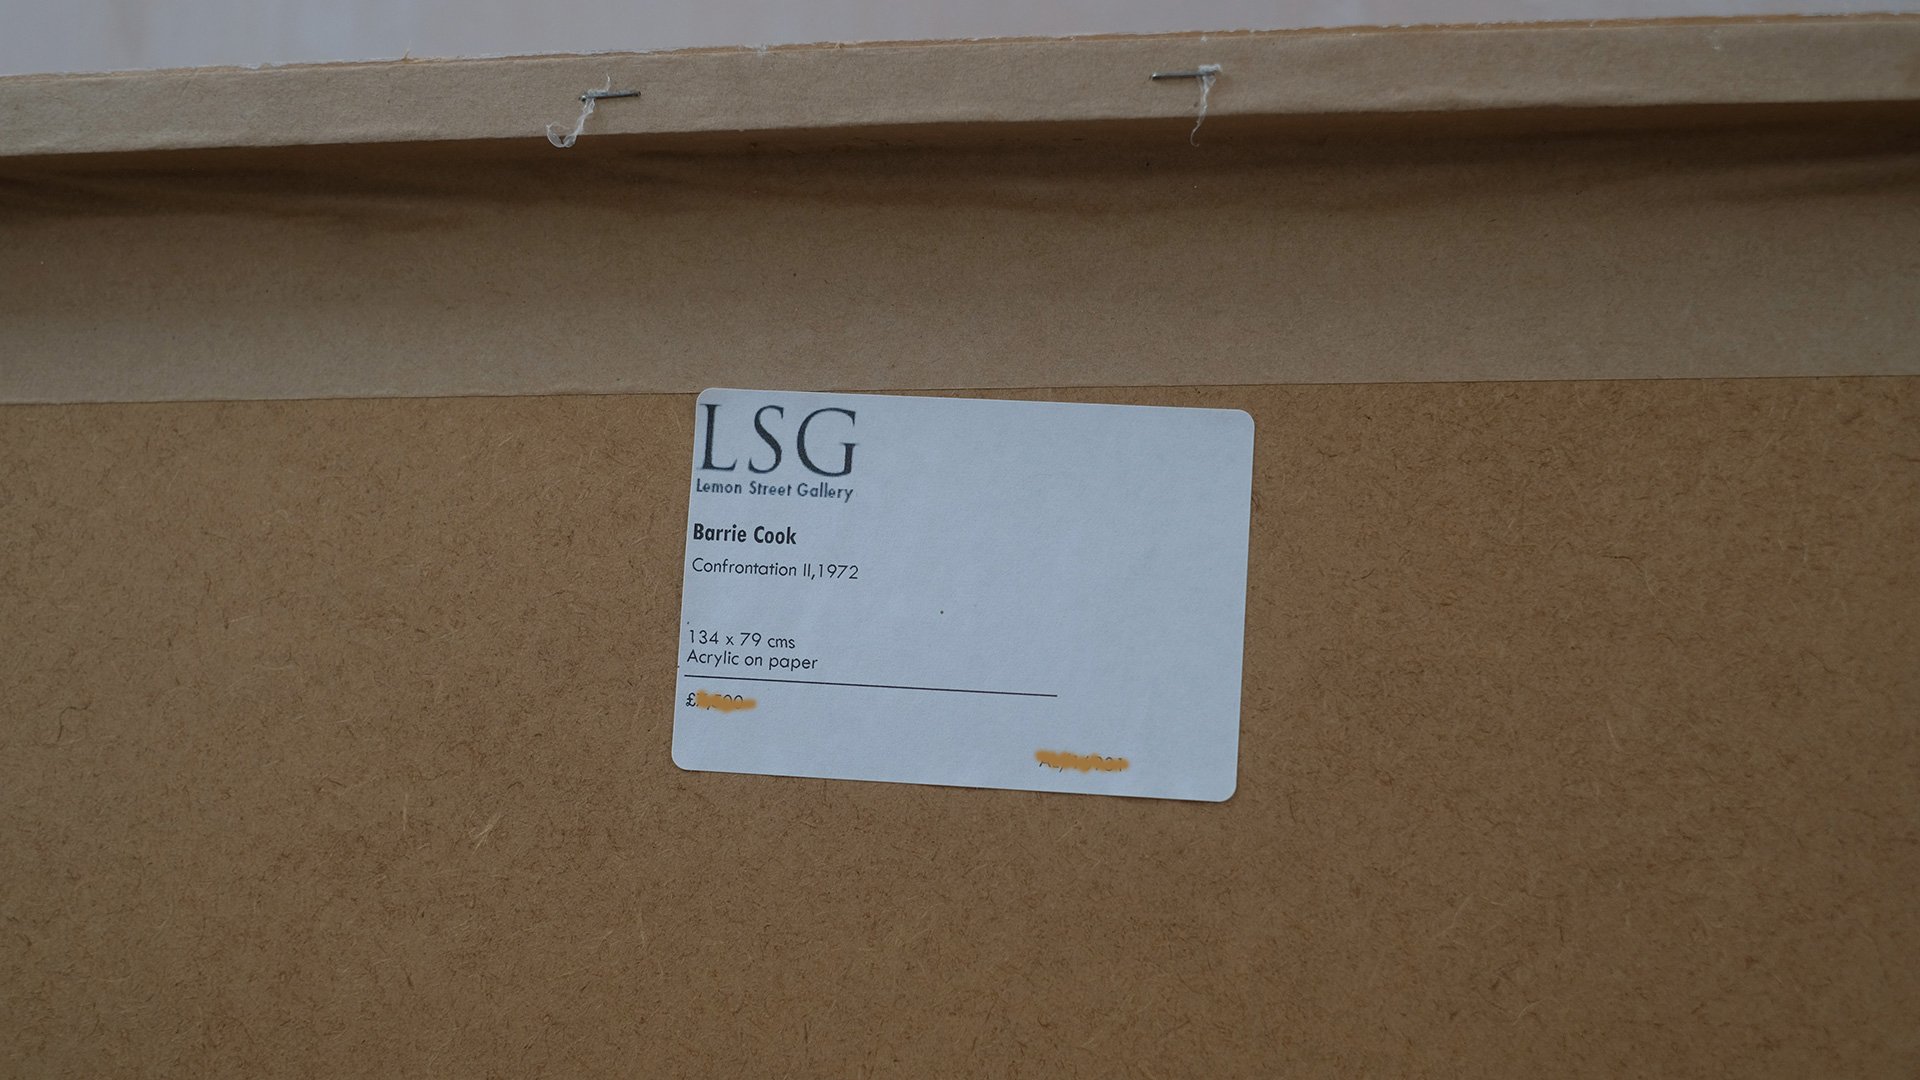 LSG
Lemon Street Gallery
Barrie Cook
Confrontation II,1972
134 x 79 cms
Acrylic on paper
£